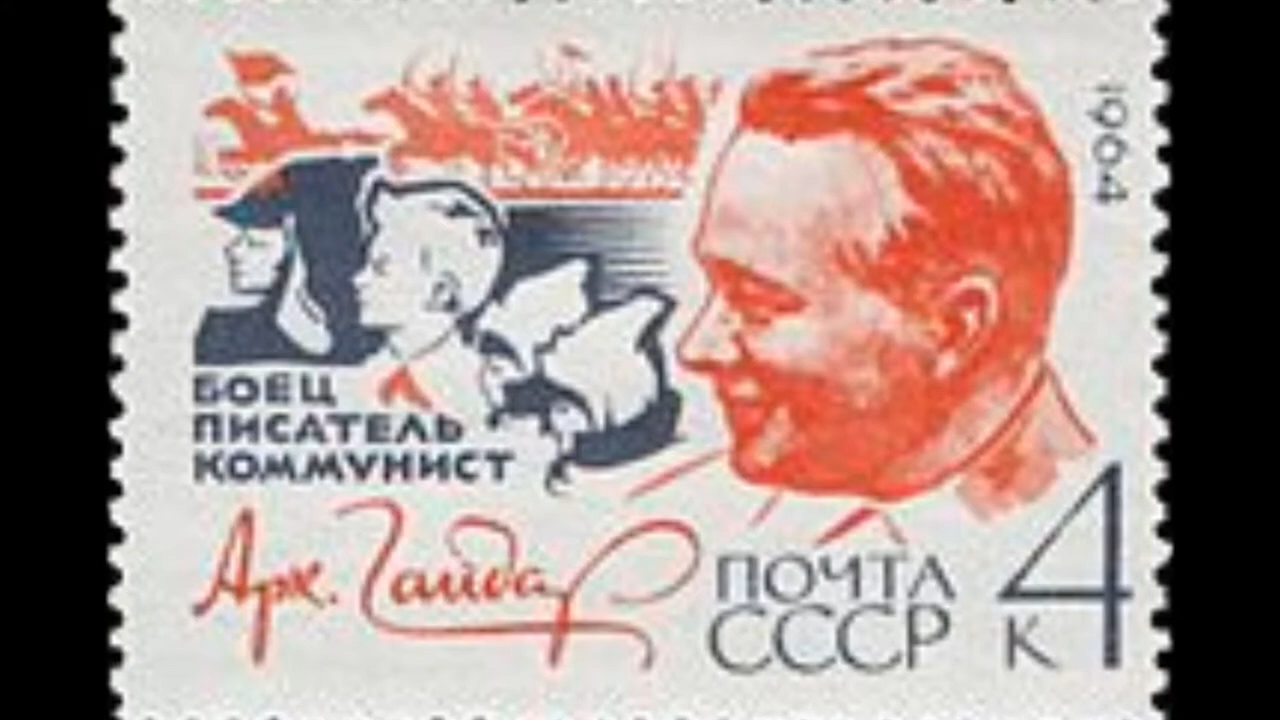 1964
БОЕЦ
ПИСАТЕЛЬ
КОММУНИСТ
Арк. Гайдар
ПОЧТА
СССР
4
К